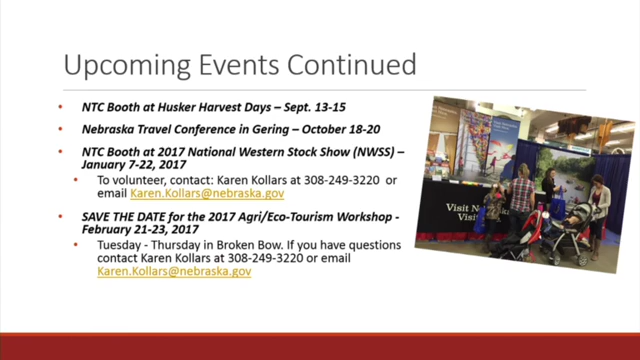 Upcoming Events Continued
• NTC Booth at Husker Harvest Days – Sept. 13-15
• Nebraska Travel Conference in Gering – October 18-20
• NTC Booth at 2017 National Western Stock Show (NWSS) –
January 7-22, 2017
• To volunteer, contact: Karen Kollars at 308-249-3220 or
email Karen.Kollars@nebraska.gov
• SAVE THE DATE for the 2017 Agri/Eco-Tourism Workshop -
February 21-23, 2017
• Tuesday - Thursday in Broken Bow. If you have questions
contact Karen Kollars at 308-249-3220 or email
Karen.Kollars@nebraska.gov
Visit
Visit